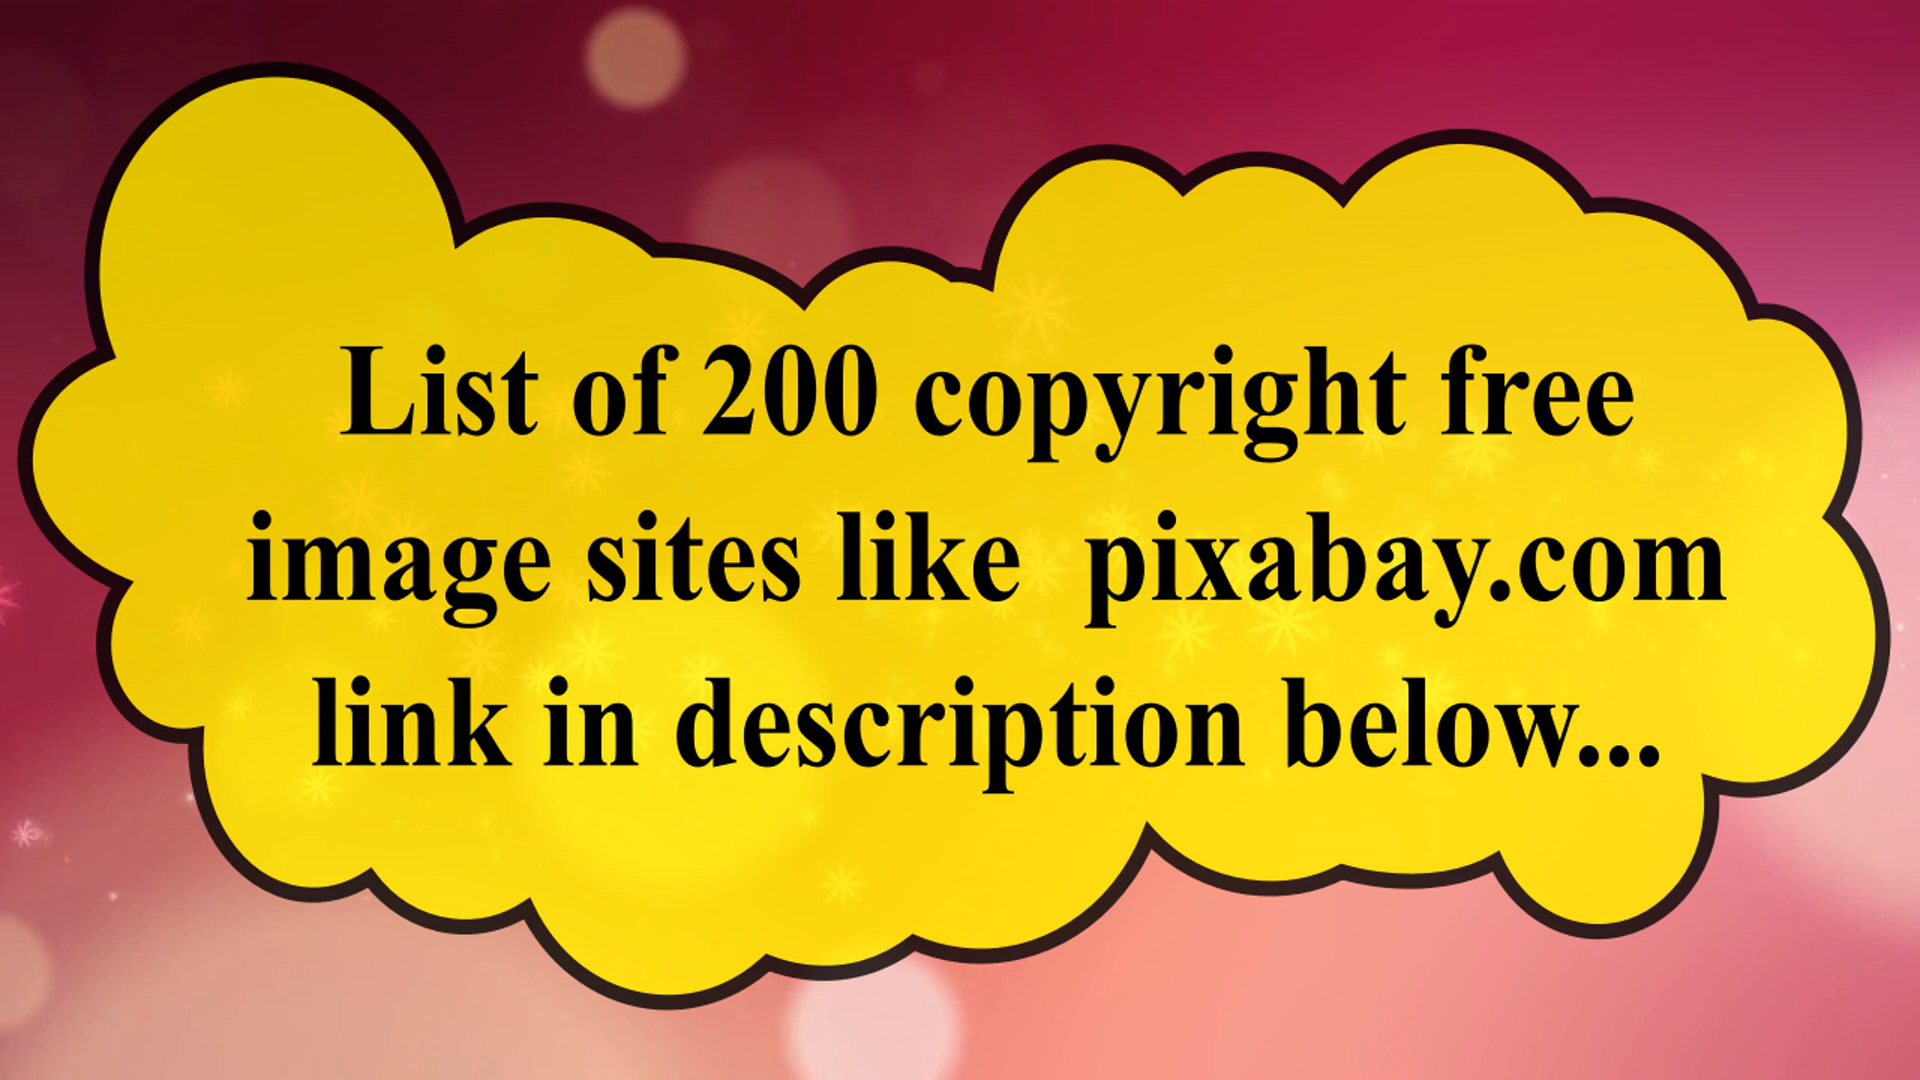 List of 200 copyright free
image sites like  pixabay.com
link in description below...